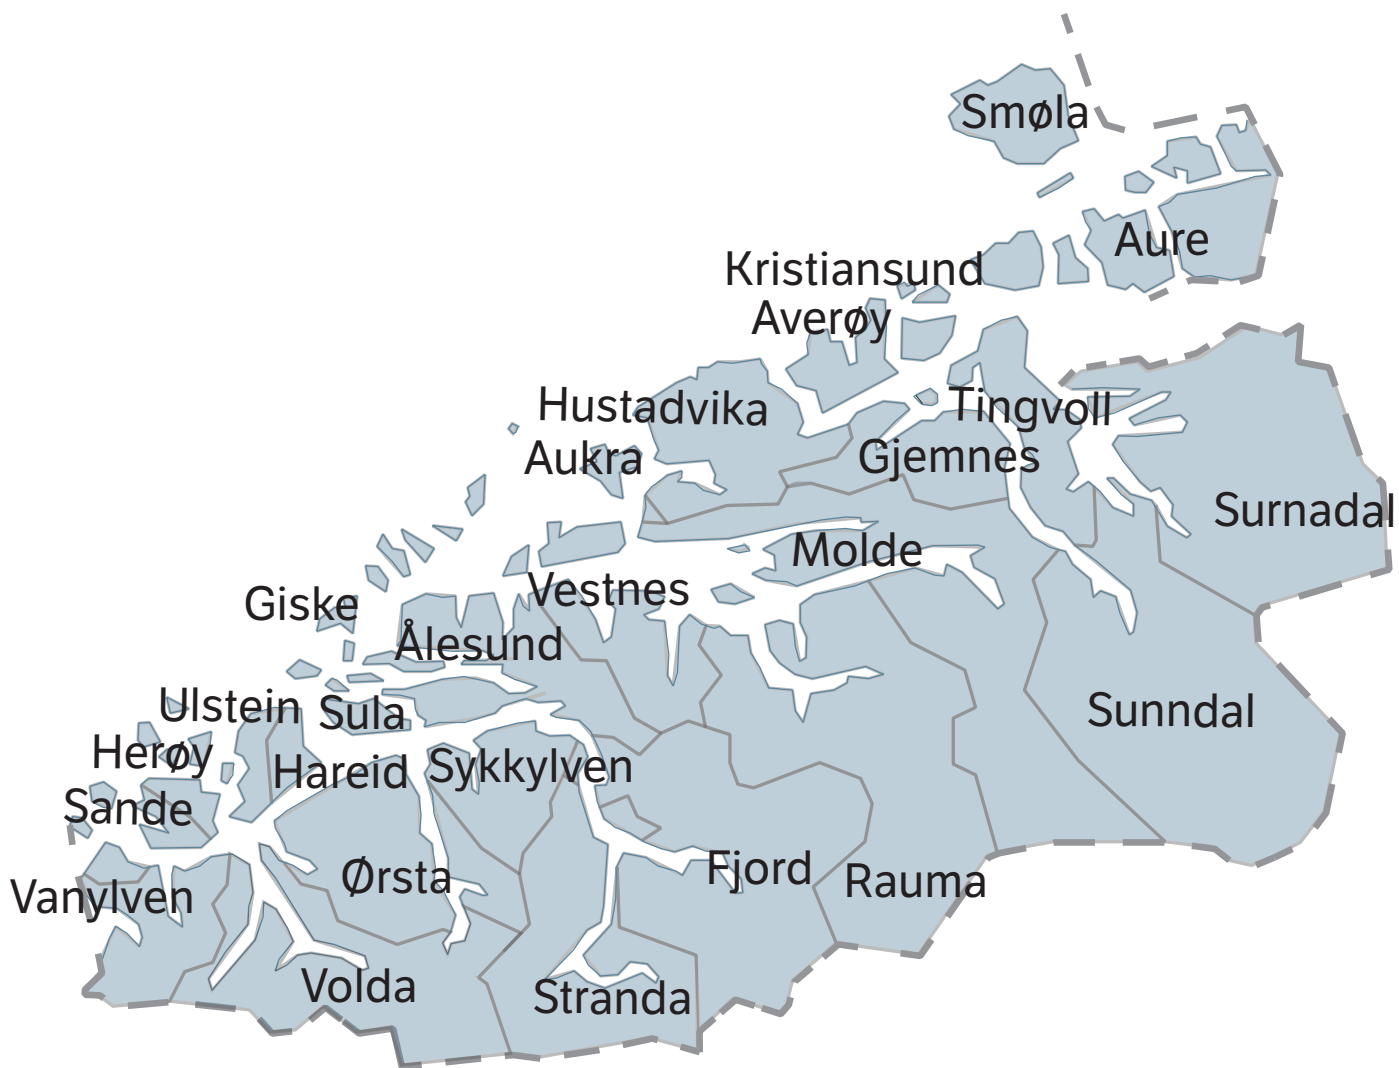 Smøla
Aure
Kristiansund
Averøy
Hustadvika
Tingvoll
Aukra
Gjemnes
Surnadal
Molde
Vestnes
Giske
Ålesund
Ulstein
Sula
Sunndal
Herøy
Hareid
Sykkylven
Sande
Ørsta
Fjord
Rauma
Vanylven
Volda
Stranda